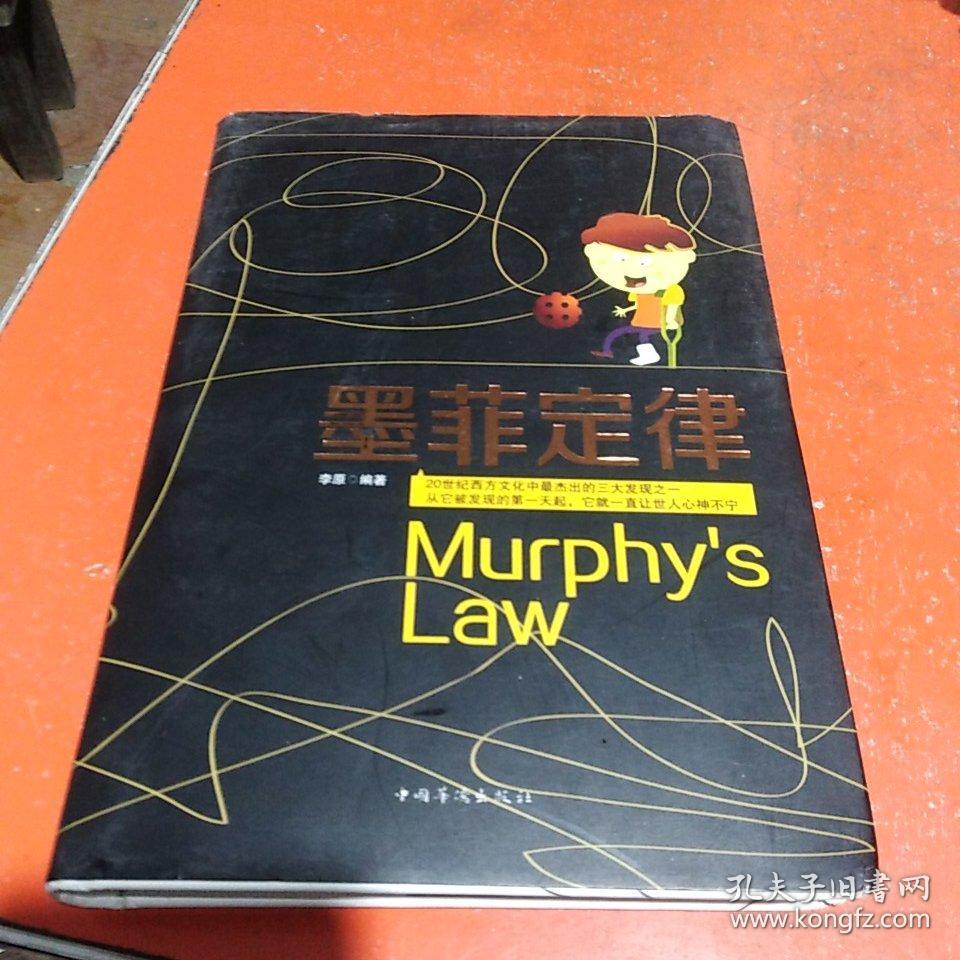 墨菲定律
李原◎编著
20世纪西方文化中最杰出的三大发现之一
从它被发现的第一天起，它就一直让世人心神不宁
Murphy's
Law
中国华侨出版社
孔夫子旧书网
www.kongfz.com